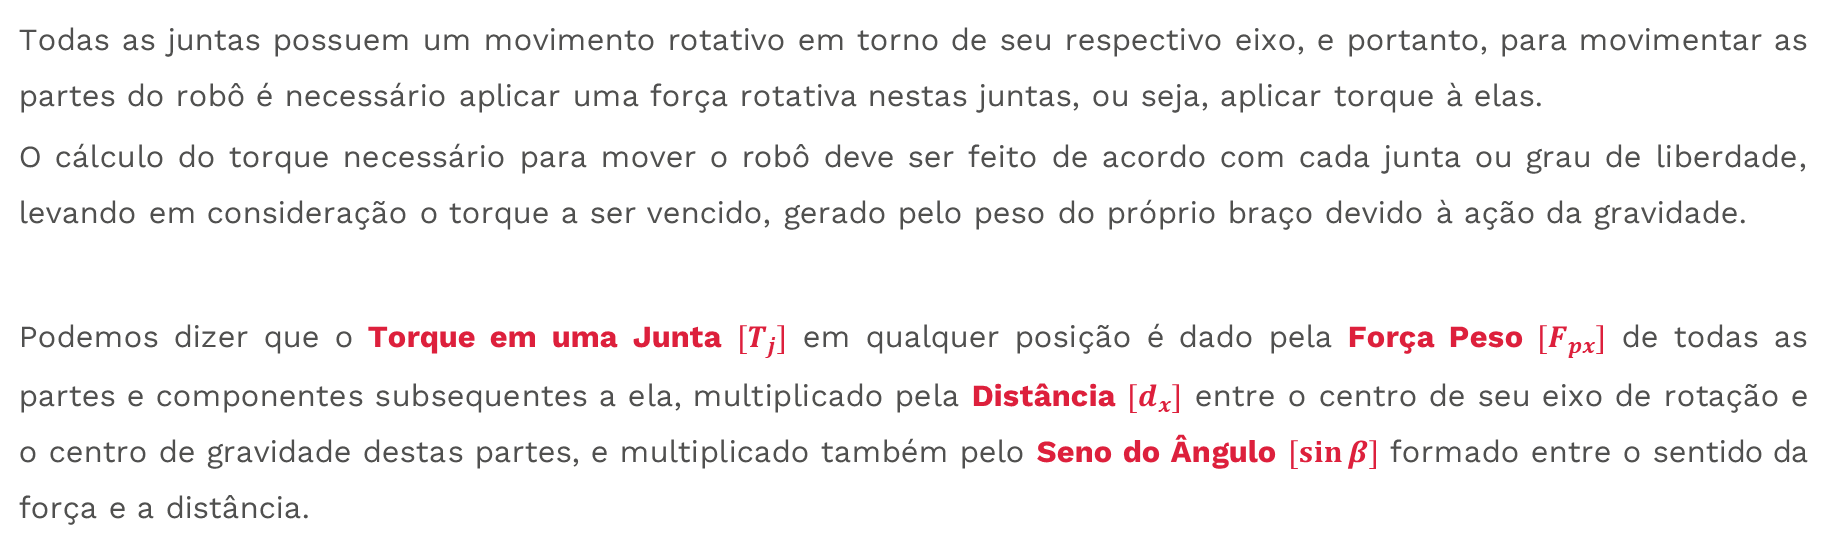 Todas as juntas possuem um movimento rotativo em torno de seu respectivo eixo, e portanto, para movimentar as
partes do robô é necessário aplicar uma força rotativa nestas juntas, ou seja, aplicar torque à elas.
O cálculo do torque necessário para mover o robô deve ser feito de acordo com cada junta ou grau de liberdade,
levando em consideração o torque a ser vencido, gerado pelo peso do próprio braço devido à ação da gravidade.
Podemos dizer que o Torque em uma Junta [T_j] em qualquer posição é dado pela Força Peso [F_px] de todas as
partes e componentes subsequentes a ela, multiplicado pela Distância [d_x] entre o centro de seu eixo de rotação e
o centro de gravidade destas partes, e multiplicado também pelo Seno do Ângulo [sin β] formado entre o sentido da
força e a distância.